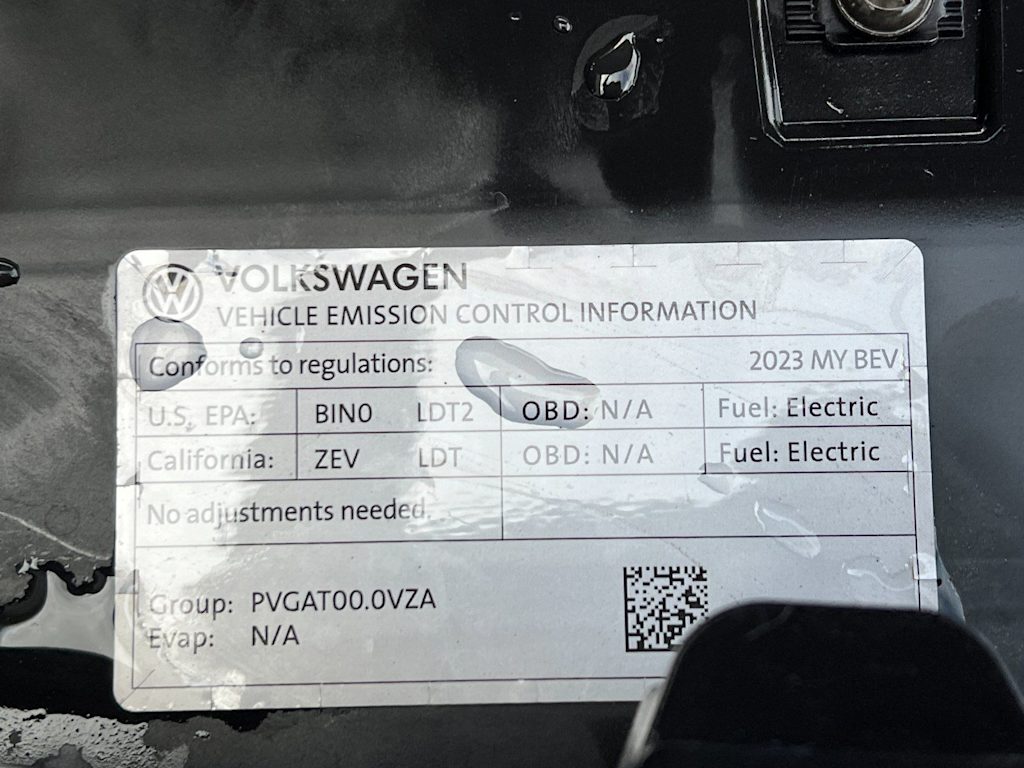 VOLKSWAGEN
VEHICLE EMISSION CONTROL INFORMATION
Conforms to regulations: 2023 MY BEV
U.S. EPA: BIN0 LDT2 OBD: N/A Fuel: Electric
California: ZEV LDT OBD: N/A Fuel: Electric
No adjustments needed.
Group: PVGAT00.0VZA
Evap: N/A